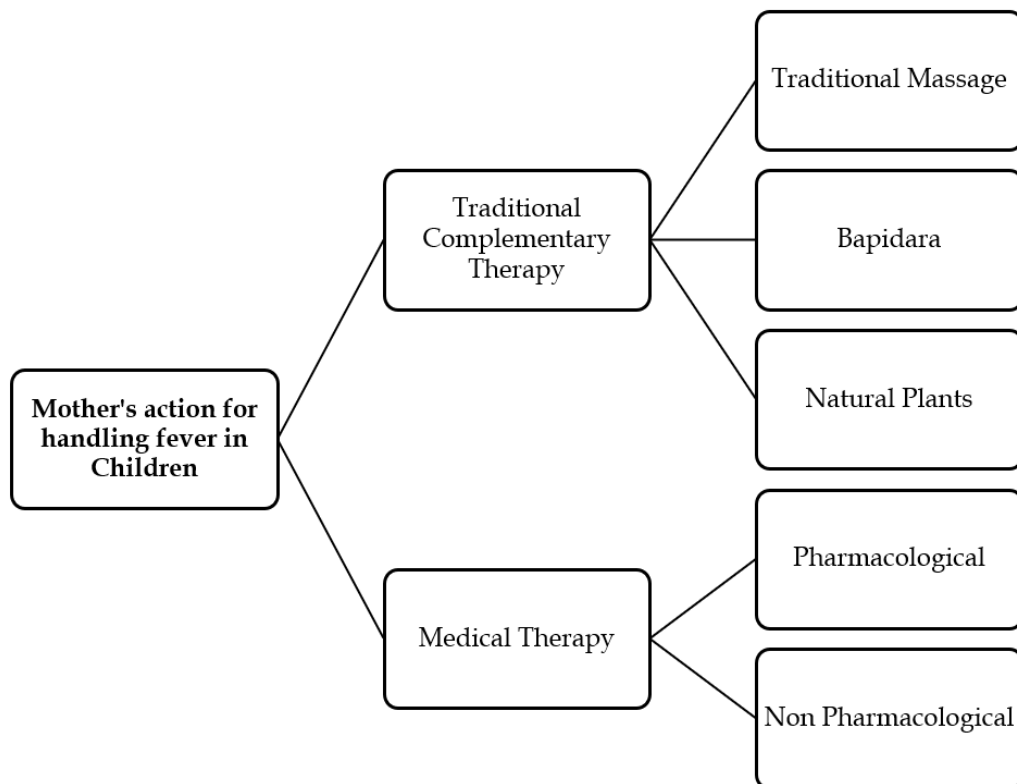 Mother's action for
handling fever in
Children
Traditional
Complementary
Therapy
Traditional Massage
Bapidara
Natural Plants
Medical Therapy
Pharmacological
Non Pharmacological